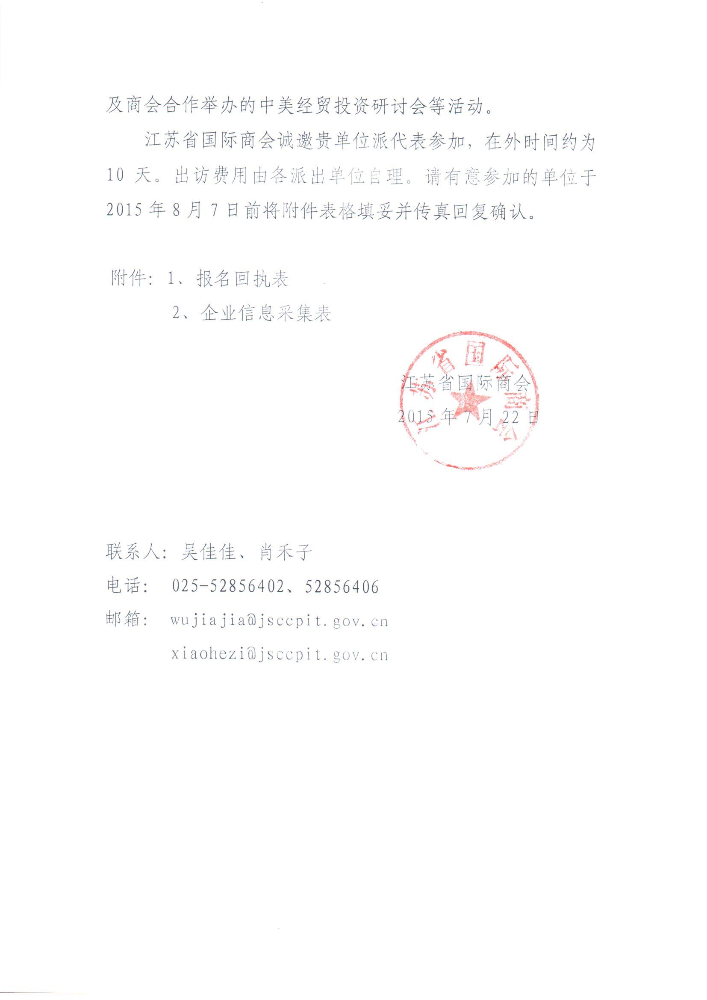 及商会合作举办的中美经贸投资研讨会等活动。
江苏省国际商会诚邀贵单位派代表参加，在外时间约为
10 天。出访费用由各派出单位自理。请有意参加的单位于
2015 年 8 月 7 日前将附件表格填妥并传真回复确认。
附件：1、报名回执表
2、企业信息采集表
江苏省国际商会
江苏省国际商会
2015 年 7 月 22 日
联系人：吴佳佳、肖禾子
电话： 025-52856402、52856406
邮箱： wujiajia@jsccpit.gov.cn
xiaohezi@jsccpit.gov.cn